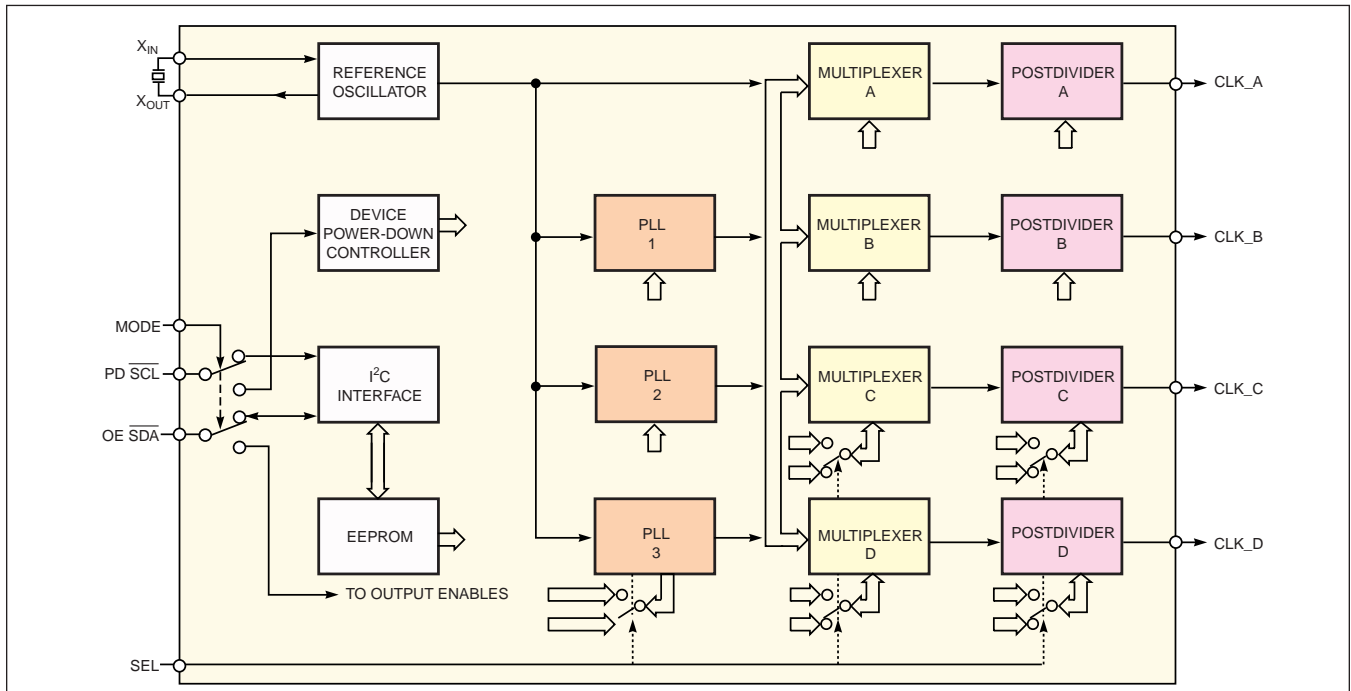 X_IN
X_OUT
REFERENCE
OSCILLATOR
MULTIPLEXER
A
POSTDIVIDER
A
CLK_A
DEVICE
POWER-DOWN
CONTROLLER
PLL
1
MULTIPLEXER
B
POSTDIVIDER
B
CLK_B
MODE
PD SCL
OE SDA
I²C
INTERFACE
PLL
2
MULTIPLEXER
C
POSTDIVIDER
C
CLK_C
EEPROM
PLL
3
MULTIPLEXER
D
POSTDIVIDER
D
CLK_D
TO OUTPUT ENABLES
SEL